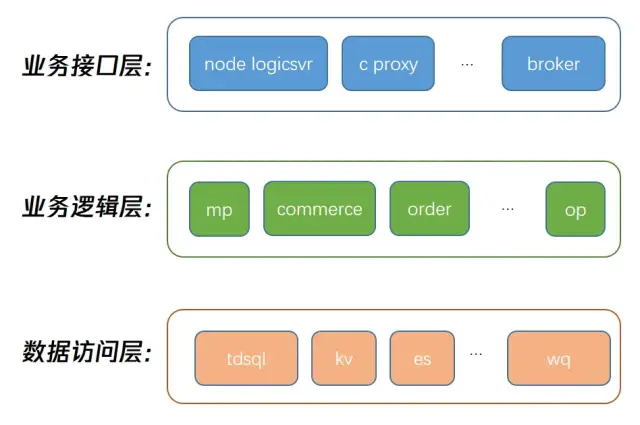 业务接口层：
node logicsvr
c proxy
...
broker
业务逻辑层：
mp
commerce
order
...
op
数据访问层：
tdsql
kv
es
...
wq